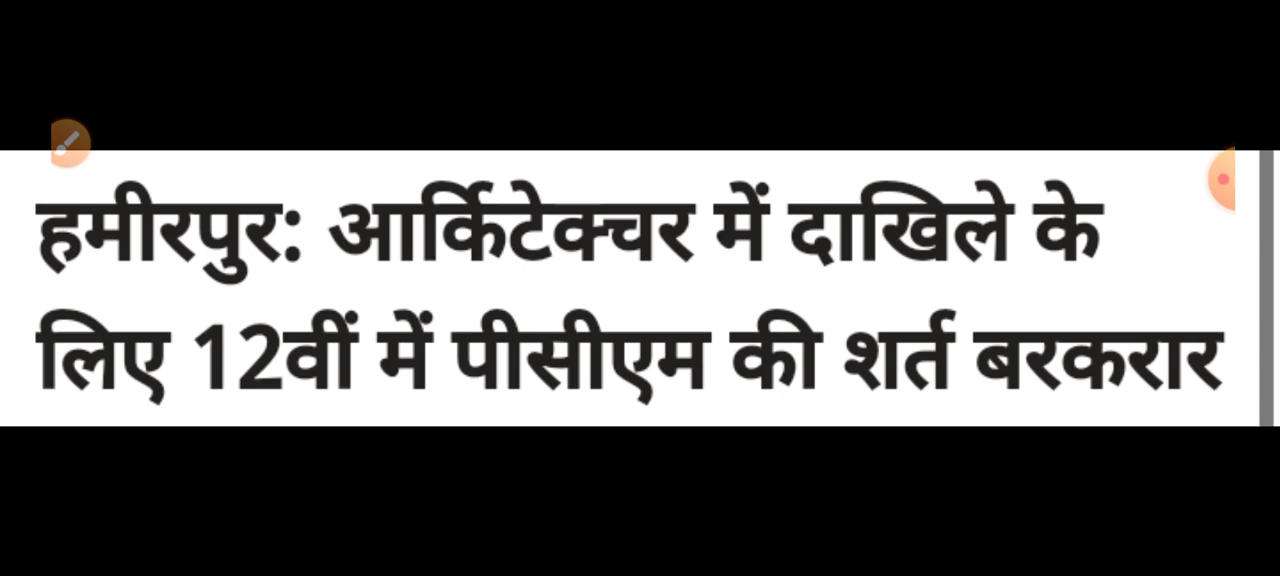 हमीरपुर: आर्किटेक्चर में दाखिले के
लिए 12वीं में पीसीएम की शर्त बरकरार